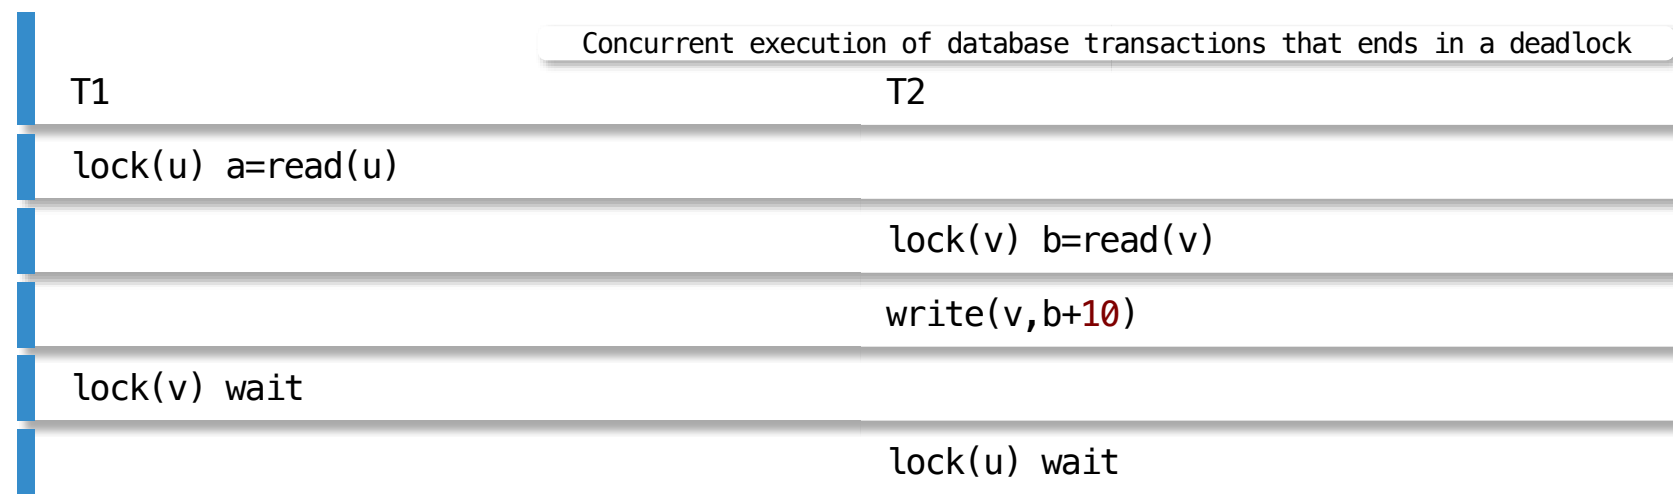 Concurrent execution of database transactions that ends in a deadlock
T1 T2
lock(u) a=read(u)
lock(v) b=read(v)
write(v,b+10)
lock(v) wait
lock(u) wait